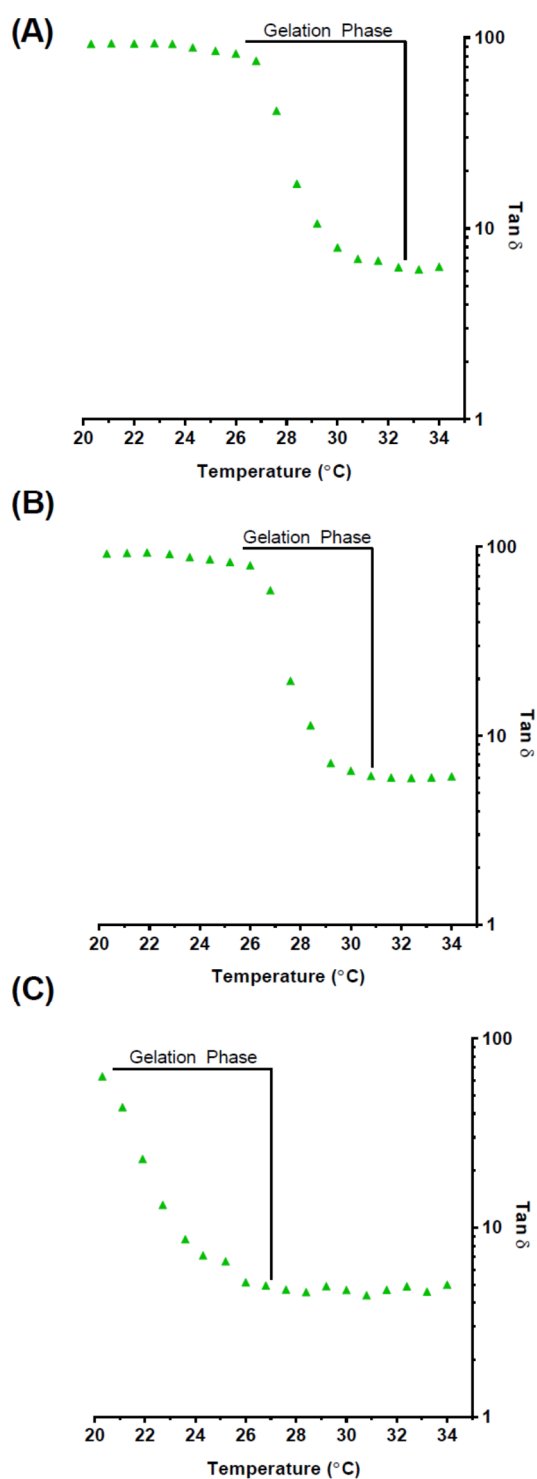 (A)
Gelation Phase
100
10
1
Tan δ
20 22 24 26 28 30 32 34
Temperature (°C)
(B)
Gelation Phase
100
10
1
Tan δ
20 22 24 26 28 30 32 34
Temperature (°C)
(C)
Gelation Phase
100
10
1
Tan δ
20 22 24 26 28 30 32 34
Temperature (°C)